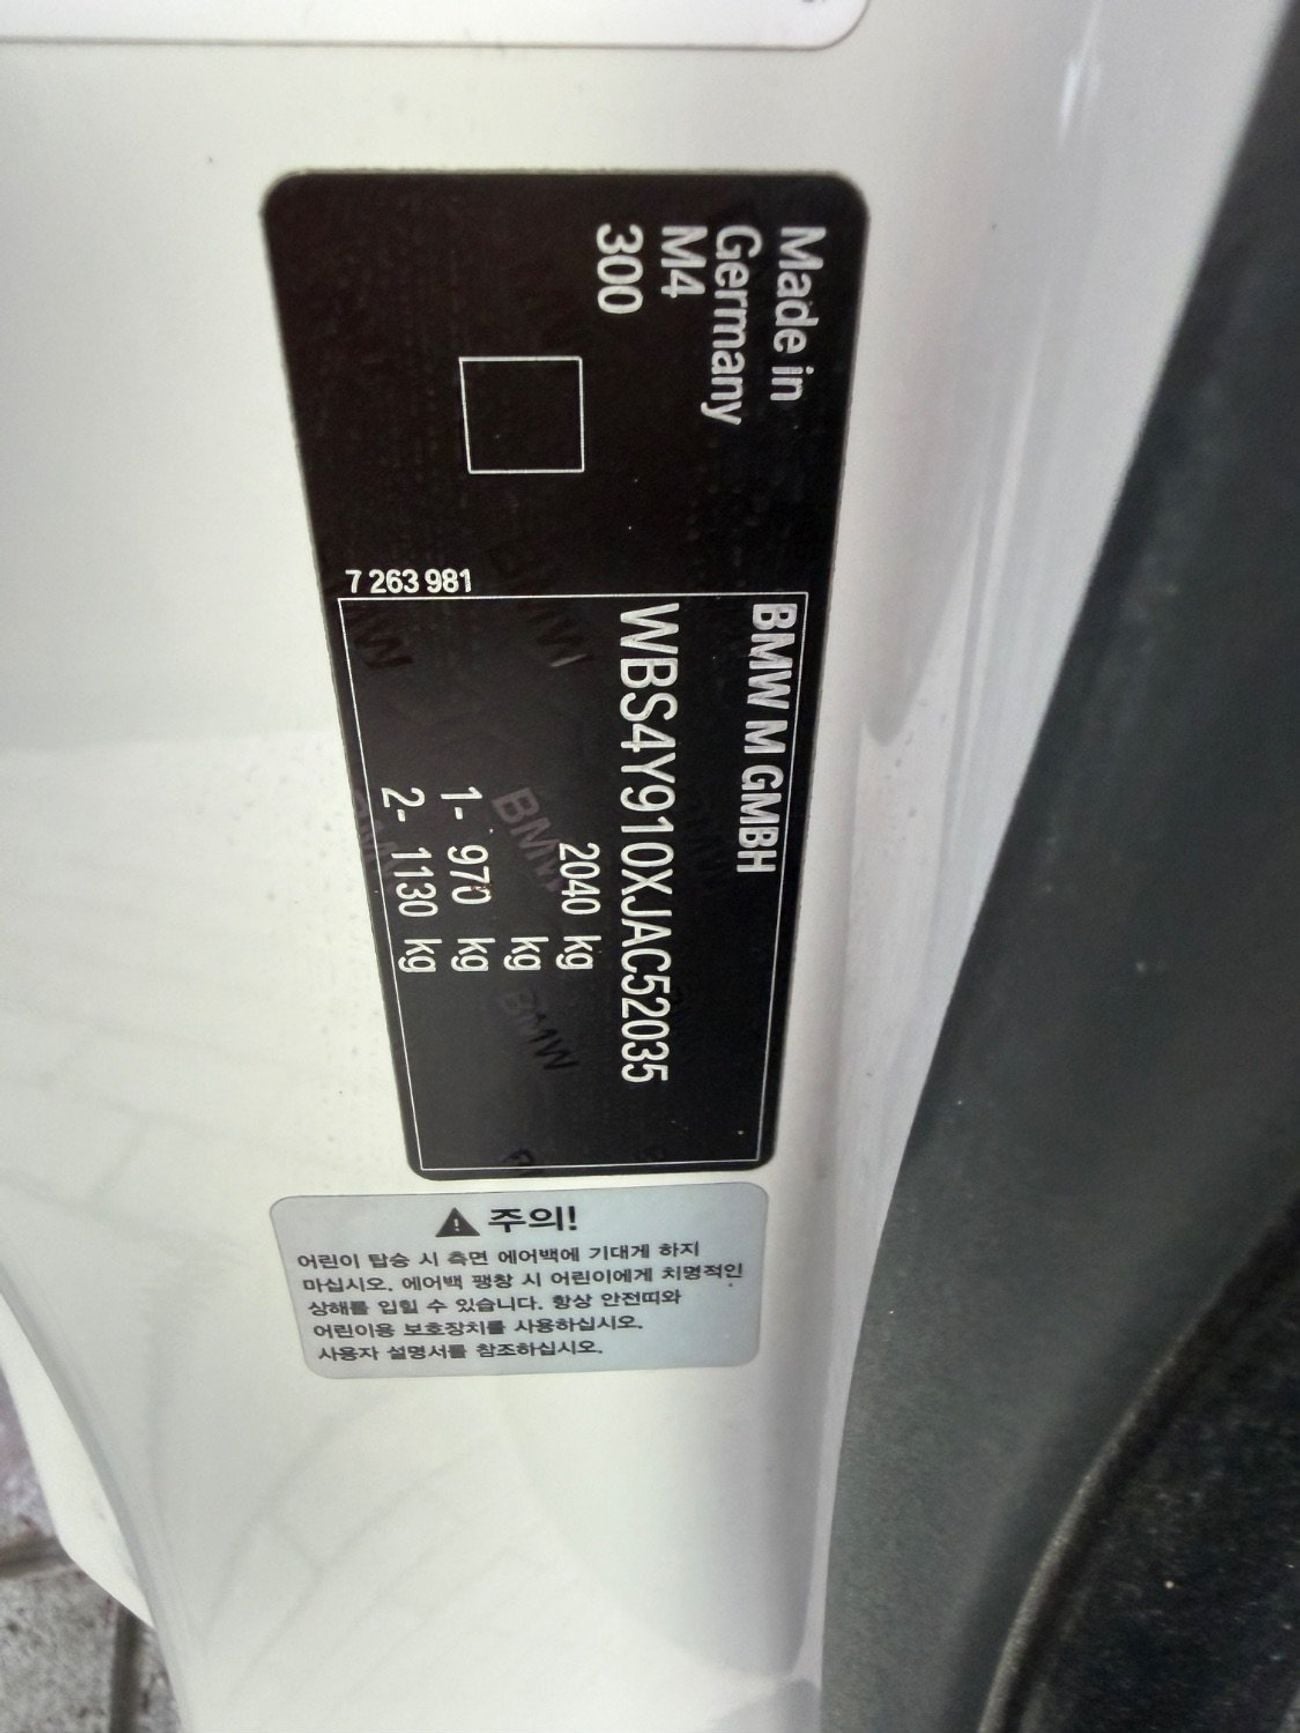 Made in
Germany
M4
300
7 263 981
BMW M GMBH
WBS4Y910XJAC52035
2040 kg
kg
1- 970 kg
2- 1130 kg
주의!
어린이 탑승 시 측면 에어백에 기대게 하지
마십시오. 에어백 팽창 시 어린이에게 치명적인
상해를 입힐 수 있습니다. 항상 안전띠와
어린이용 보호장치를 사용하십시오.
사용자 설명서를 참조하십시오.